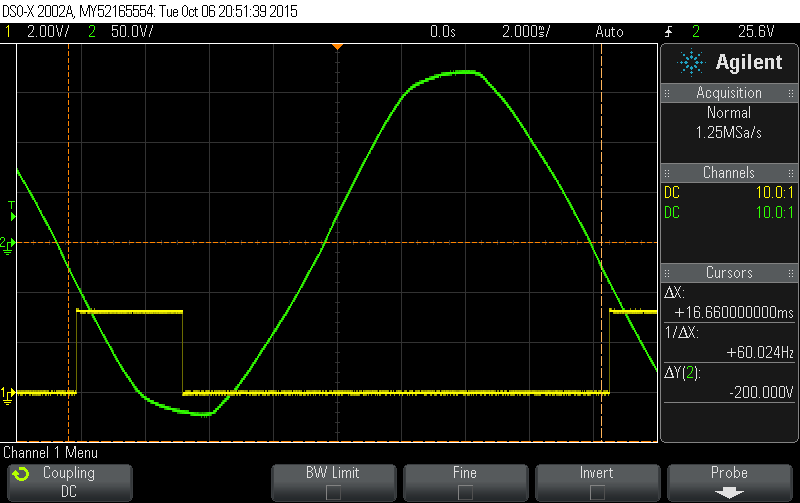 DSO-X 2002A, MY52165554: Tue Oct 06 20:51:39 2015
1 2.00V/ 2 50.0V/ 0.0s 2.000ms/ Auto 2 25.6V
Agilent
Acquisition
Normal
1.25MSa/s
Channels
DC 10.0:1
DC 10.0:1
Cursors
ΔX:
+16.660000000ms
1/ΔX:
+60.024Hz
ΔY(2):
-200.000V
T
2
1
Channel 1 Menu
Coupling
DC
BW Limit
Fine
Invert
Probe